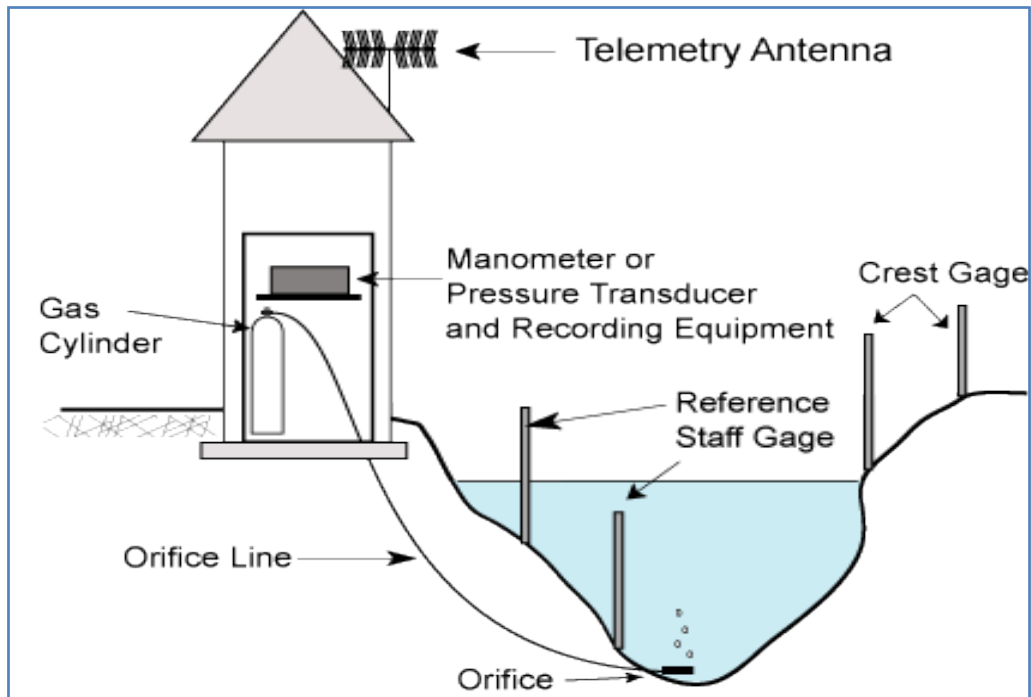 Telemetry Antenna
Manometer or
Pressure Transducer
and Recording Equipment
Crest Gage
Gas
Cylinder
Reference
Staff Gage
Orifice Line
Orifice